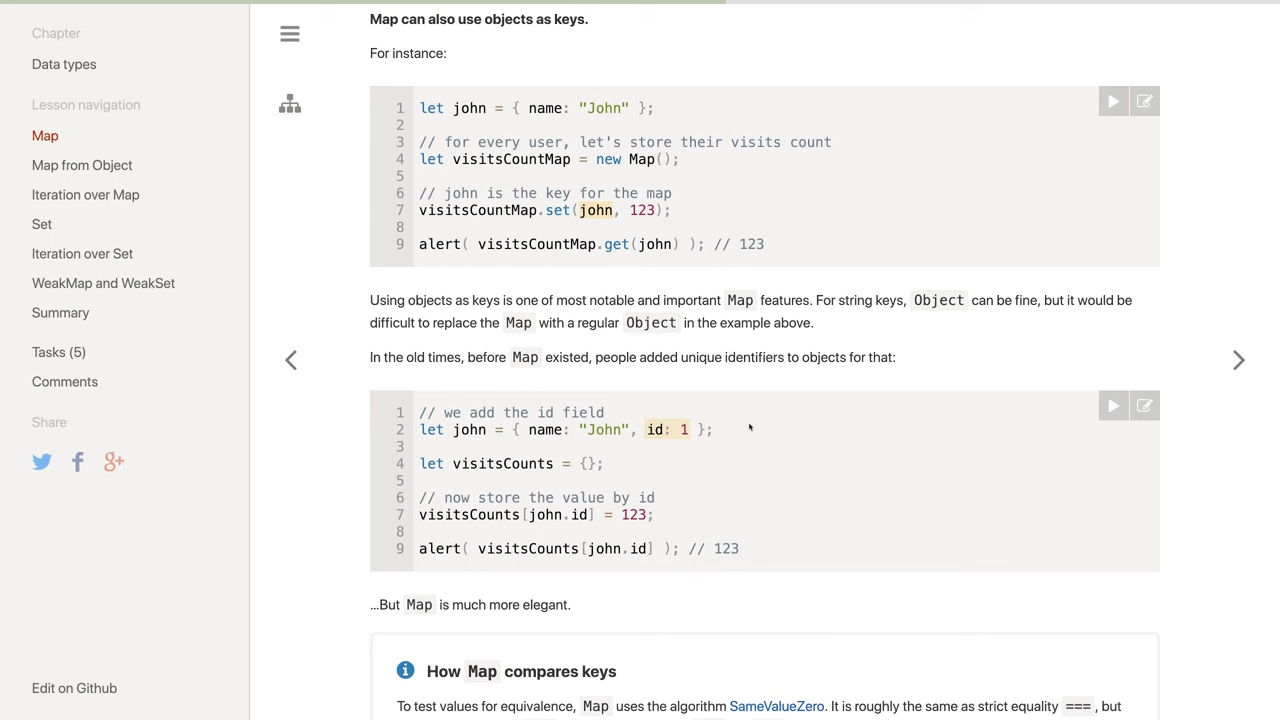 Chapter
Data types
Lesson navigation
Map
Map from Object
Iteration over Map
Set
Iteration over Set
WeakMap and WeakSet
Summary
Tasks (5)
Comments
Share
Edit on Github
Map can also use objects as keys.
For instance:
1 let john = { name: "John" };
2
3 // for every user, let's store their visits count
4 let visitsCountMap = new Map();
5
6 // john is the key for the map
7 visitsCountMap.set(john, 123);
8
9 alert( visitsCountMap.get(john) ); // 123
Using objects as keys is one of most notable and important Map features. For string keys, Object can be fine, but it would be
difficult to replace the Map with a regular Object in the example above.
In the old times, before Map existed, people added unique identifiers to objects for that:
1 // we add the id field
2 let john = { name: "John", id: 1 };
3
4 let visitsCounts = {};
5
6 // now store the value by id
7 visitsCounts[john.id] = 123;
8
9 alert( visitsCounts[john.id] ); // 123
...But Map is much more elegant.
How Map compares keys
To test values for equivalence, Map uses the algorithm SameValueZero. It is roughly the same as strict equality ===, but